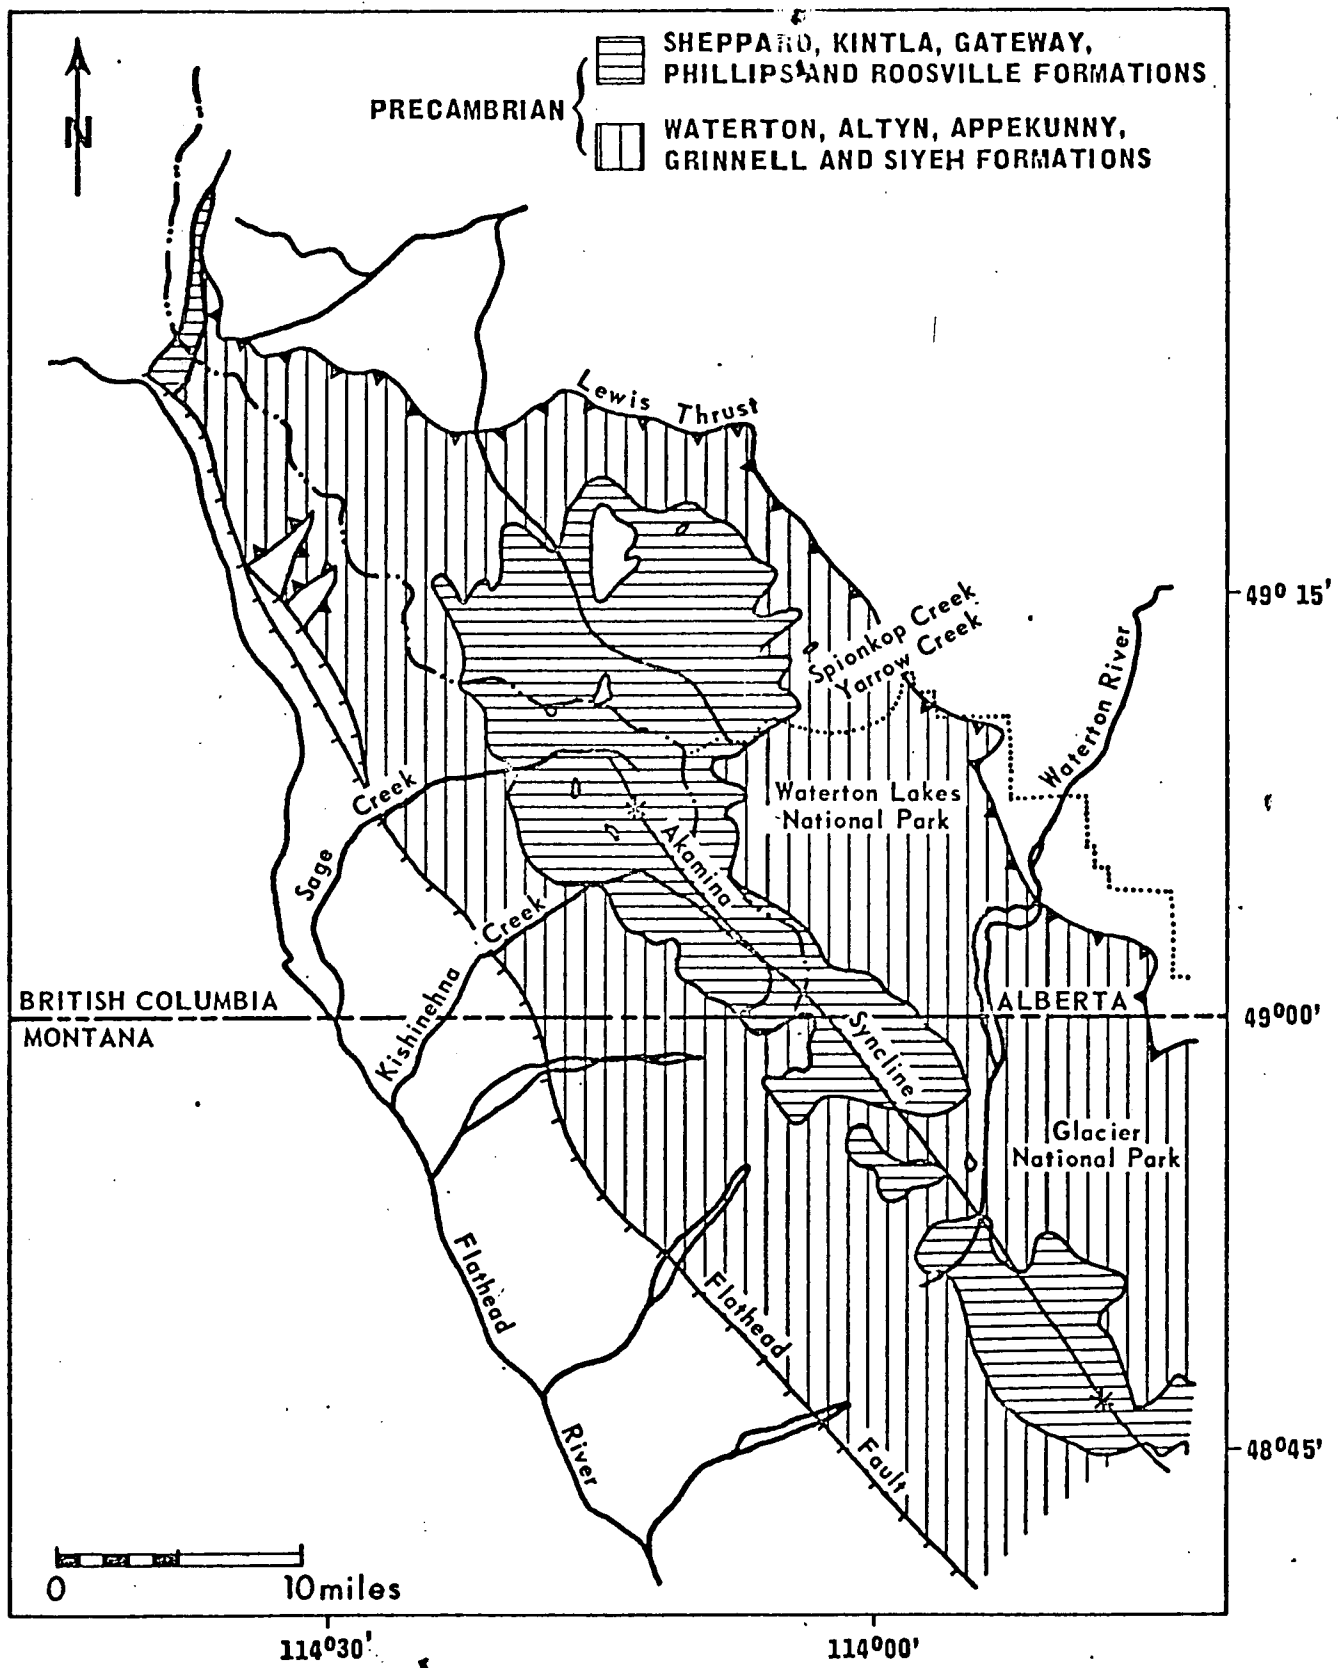 SHEPPARD, KINTLA, GATEWAY,
PHILLIPS AND ROOSVILLE FORMATIONS
PRECAMBRIAN
WATERTON, ALTYN, APPEKUNNY,
GRINNELL AND SIYEH FORMATIONS
N
Lewis Thrust
49° 15'
Spionkop Creek
Yarrow Creek
Waterton River
Waterton Lakes
National Park
Sage Creek
Akamina Syncline
Kishinehna Creek
BRITISH COLUMBIA
ALBERTA
49°00'
MONTANA
Glacier
National Park
Flathead River
Flathead Fault
48°45'
0 10 miles
114°30'
114°00'